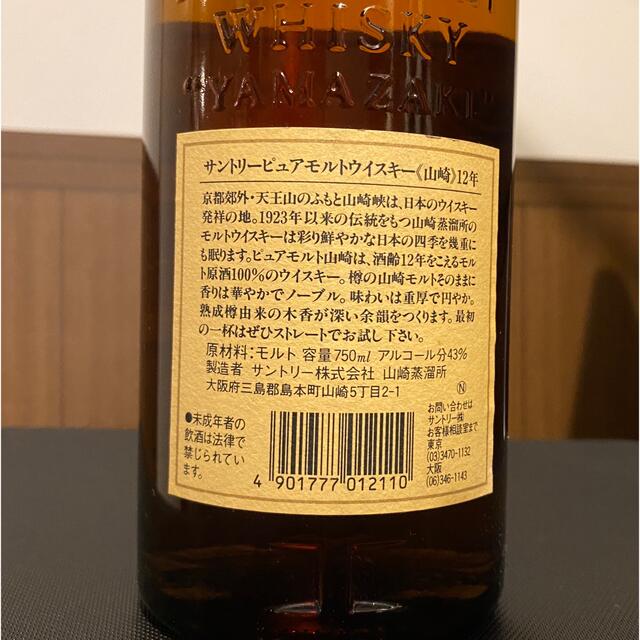 WHISKY
"YAMAZAKI"
サントリーピュアモルトウイスキー《山崎》12年
京都郊外・天王山のふもと山崎峡は、日本のウイスキー
発祥の地。1923年以来の伝統をもつ山崎蒸溜所の
モルトウイスキーは彩り鮮やかな日本の四季を幾重に
も眠ります。ピュアモルト山崎は、酒齢12年をこえるモル
ト原酒100%のウイスキー。樽の山崎モルトそのままに
香りは華やかでノーブル。味わいは重厚で円やか。
熟成樽由来の木香が深い余韻をつくります。最初
の一杯はぜひストレートでお試し下さい。
原材料:モルト 容量750ml アルコール分43%
製造者 サントリー株式会社 山崎蒸溜所
大阪府三島郡島本町山崎5丁目2-1
●未成年者の
飲酒は法律で
禁じられてい
ます。
4 901777 012110
Ⓝ
お問い合わせは
サントリー㈱
お客様相談室まで
東京
(03)3470-1132
大阪
(06)346-1143